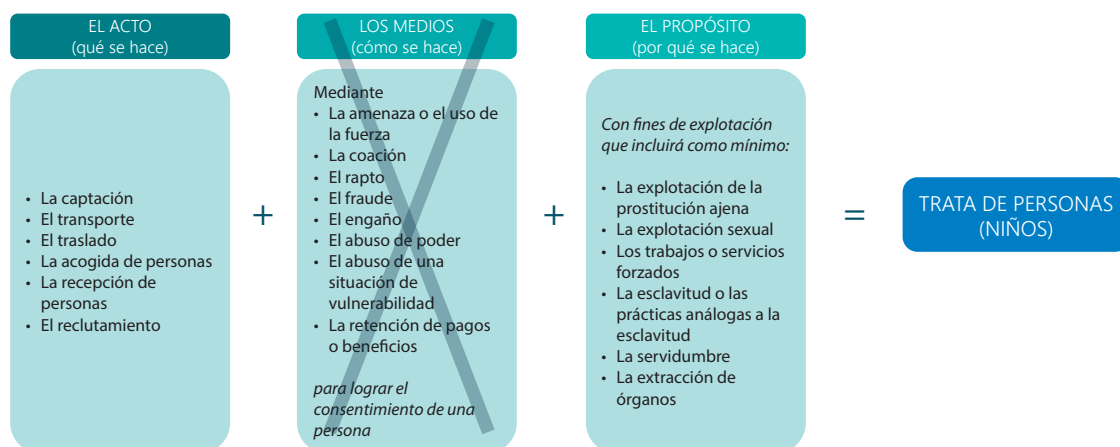 EL ACTO
(qué se hace)
• La captación
• El transporte
• El traslado
• La acogida de personas
• La recepción de
personas
• El reclutamiento
+
LOS MEDIOS
(cómo se hace)
Mediante
• La amenaza o el uso de
la fuerza
• La coación
• El rapto
• El fraude
• El engaño
• El abuso de poder
• El abuso de una
situación de
vulnerabilidad
• La retención de pagos
o beneficios
para lograr el
consentimiento de una
persona
+
EL PROPÓSITO
(por qué se hace)
Con fines de explotación
que incluirá como mínimo:
• La explotación de la
prostitución ajena
• La explotación sexual
• Los trabajos o servicios
forzados
• La esclavitud o las
prácticas análogas a la
esclavitud
• La servidumbre
• La extracción de
órganos
=
TRATA DE PERSONAS
(NIÑOS)